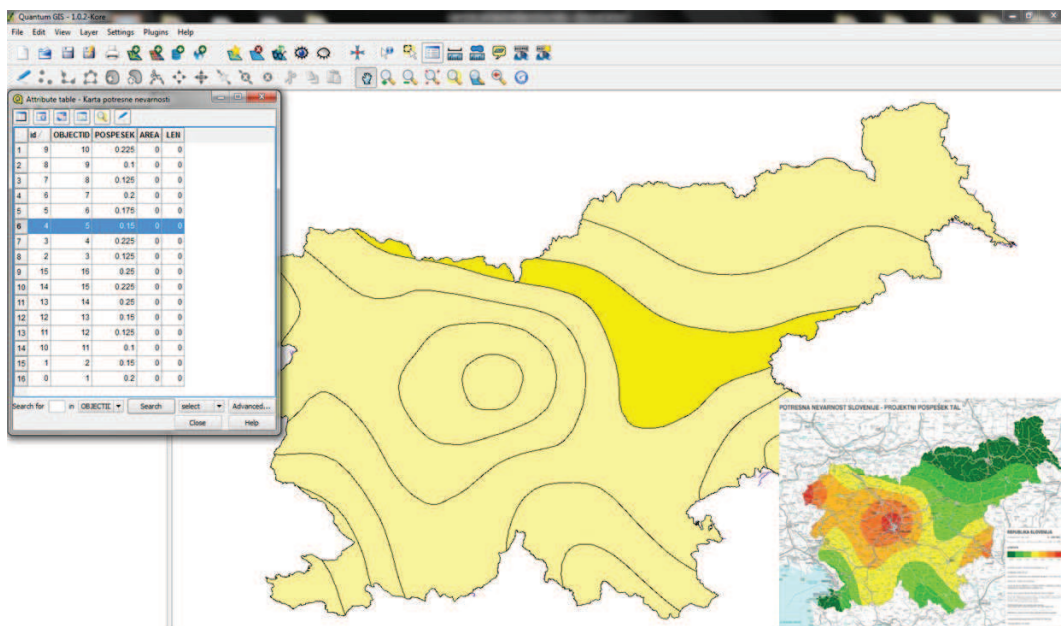 Quantum GIS - 1.0.2-Kore
File Edit View Layer Settings Plugins Help
Attribute table - Karta potresne nevarnosti
id OBJECTID POSPESEK AREA LEN
1 9 10 0.225 0 0
2 8 9 0.1 0 0
3 7 8 0.125 0 0
4 6 7 0.2 0 0
5 5 6 0.175 0 0
6 4 5 0.15 0 0
7 3 4 0.225 0 0
8 2 3 0.125 0 0
9 15 16 0.25 0 0
10 14 15 0.225 0 0
11 13 14 0.25 0 0
12 12 13 0.15 0 0
13 11 12 0.125 0 0
14 10 11 0.1 0 0
15 1 2 0.15 0 0
16 0 1 0.2 0 0
Search for in OBJECTIE Search select Advanced...
Close Help
POTRESNA NEVARNOST SLOVENIJE - PROJEKTNI POSPEŠEK TAL
REPUBLIKA SLOVENIJA